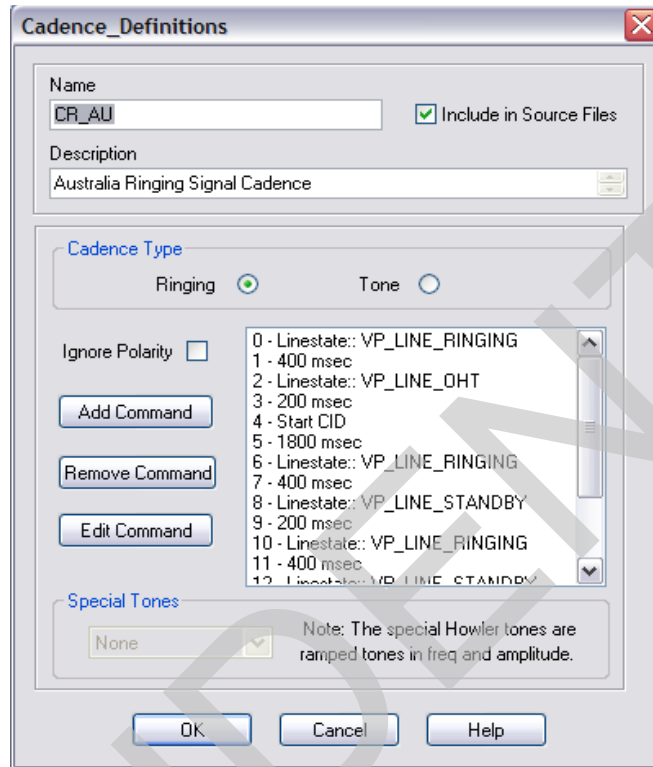 Cadence_Definitions
Name
CR_AU
Include in Source Files
Description
Australia Ringing Signal Cadence
Cadence Type
Ringing
Tone
Ignore Polarity
Add Command
Remove Command
Edit Command
0 - Linestate:: VP_LINE_RINGING
1 - 400 msec
2 - Linestate:: VP_LINE_OHT
3 - 200 msec
4 - Start CID
5 - 1800 msec
6 - Linestate:: VP_LINE_RINGING
7 - 400 msec
8 - Linestate:: VP_LINE_STANDBY
9 - 200 msec
10 - Linestate:: VP_LINE_RINGING
11 - 400 msec
12 - Linestate:: VP_LINE_STANDBY
Special Tones
None
Note: The special Howler tones are
ramped tones in freq and amplitude.
OK
Cancel
Help